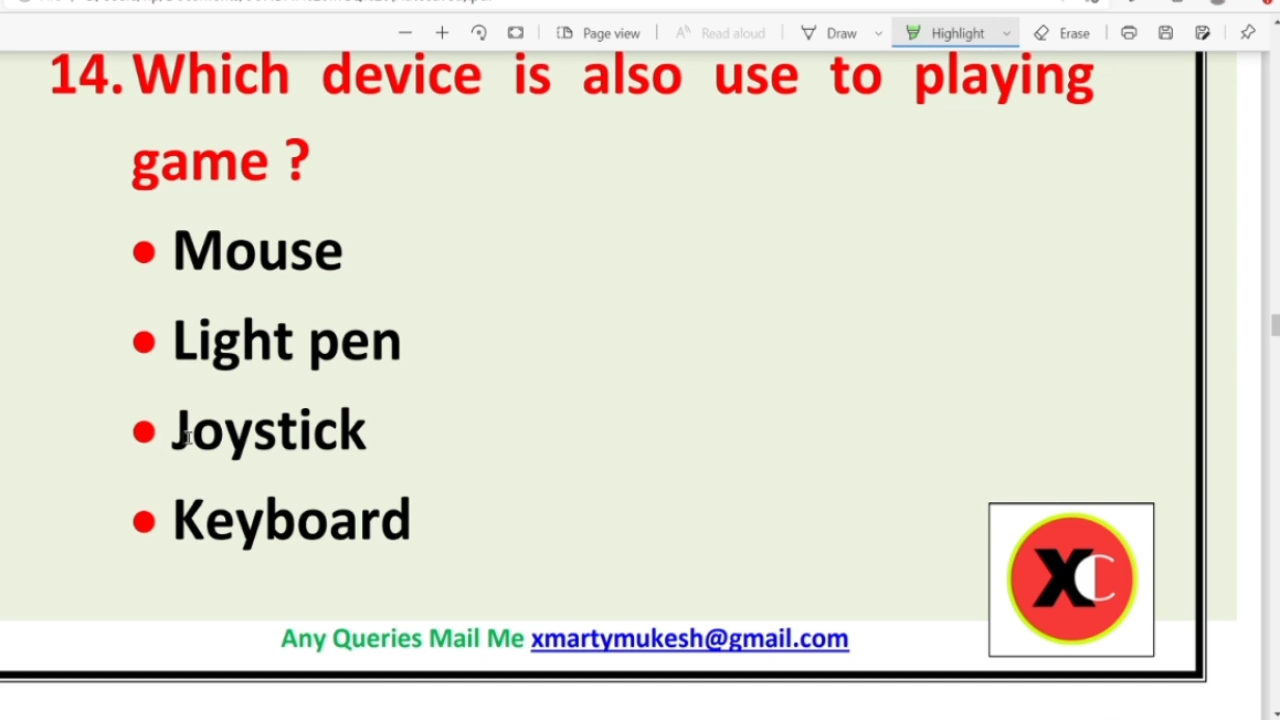 Page view
Read aloud
Draw
Highlight
Erase
14. Which device is also use to playing
game ?
• Mouse
• Light pen
• Joystick
• Keyboard
XC
Any Queries Mail Me xmartymukesh@gmail.com